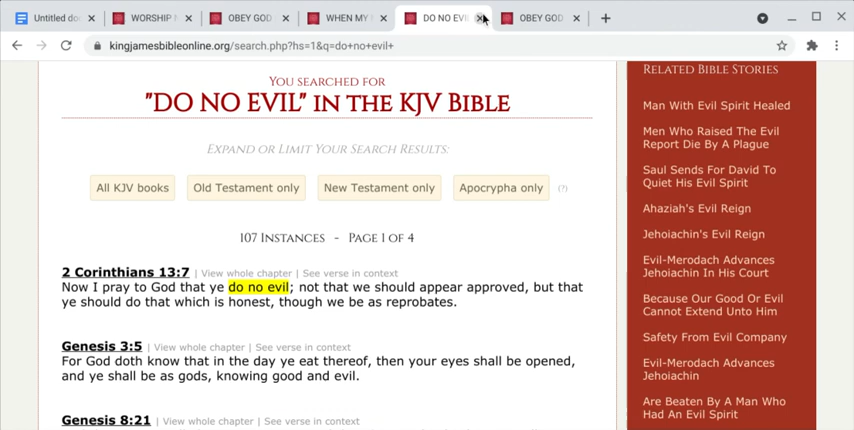 Untitled do
WORSHIP
OBEY GOD
WHEN MY
DO NO EVI
OBEY GOD
kingjamesbibleonline.org/search.php?hs=1&q=do+no+evil+
You searched for
"DO NO EVIL" IN THE KJV BIBLE
Expand or Limit Your Search Results:
All KJV books Old Testament only New Testament only Apocrypha only (?)
107 Instances - Page 1 of 4
2 Corinthians 13:7 | View whole chapter | See verse in context
Now I pray to God that ye do no evil; not that we should appear approved, but that
ye should do that which is honest, though we be as reprobates.
Genesis 3:5 | View whole chapter | See verse in context
For God doth know that in the day ye eat thereof, then your eyes shall be opened,
and ye shall be as gods, knowing good and evil.
Genesis 8:21 | View whole chapter | See verse in context
Related Bible Stories
Man With Evil Spirit Healed
Men Who Raised The Evil
Report Die By A Plague
Saul Sends For David To
Quiet His Evil Spirit
Ahaziah's Evil Reign
Jehoiachin's Evil Reign
Evil-Merodach Advances
Jehoiachin In His Court
Because Our Good Or Evil
Cannot Extend Unto Him
Safety From Evil Company
Evil-Merodach Advances
Jehoiachin
Are Beaten By A Man Who
Had An Evil Spirit